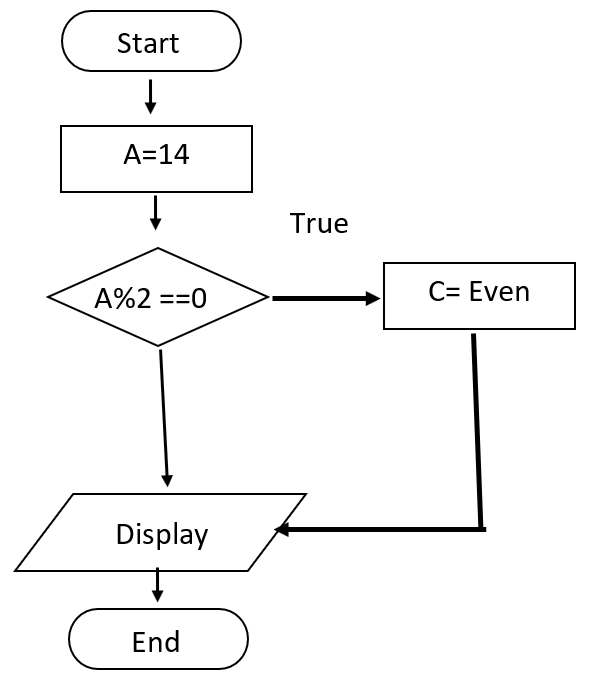 Start
A=14
True
A%2 ==0
C= Even
Display
End